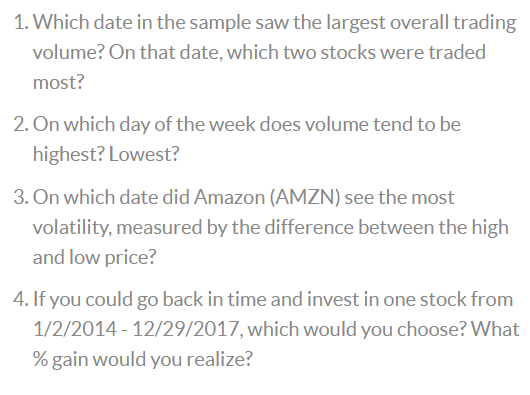 1. Which date in the sample saw the largest overall trading
volume? On that date, which two stocks were traded
most?
2. On which day of the week does volume tend to be
highest? Lowest?
3. On which date did Amazon (AMZN) see the most
volatility, measured by the difference between the high
and low price?
4. If you could go back in time and invest in one stock from
1/2/2014 - 12/29/2017, which would you choose? What
% gain would you realize?